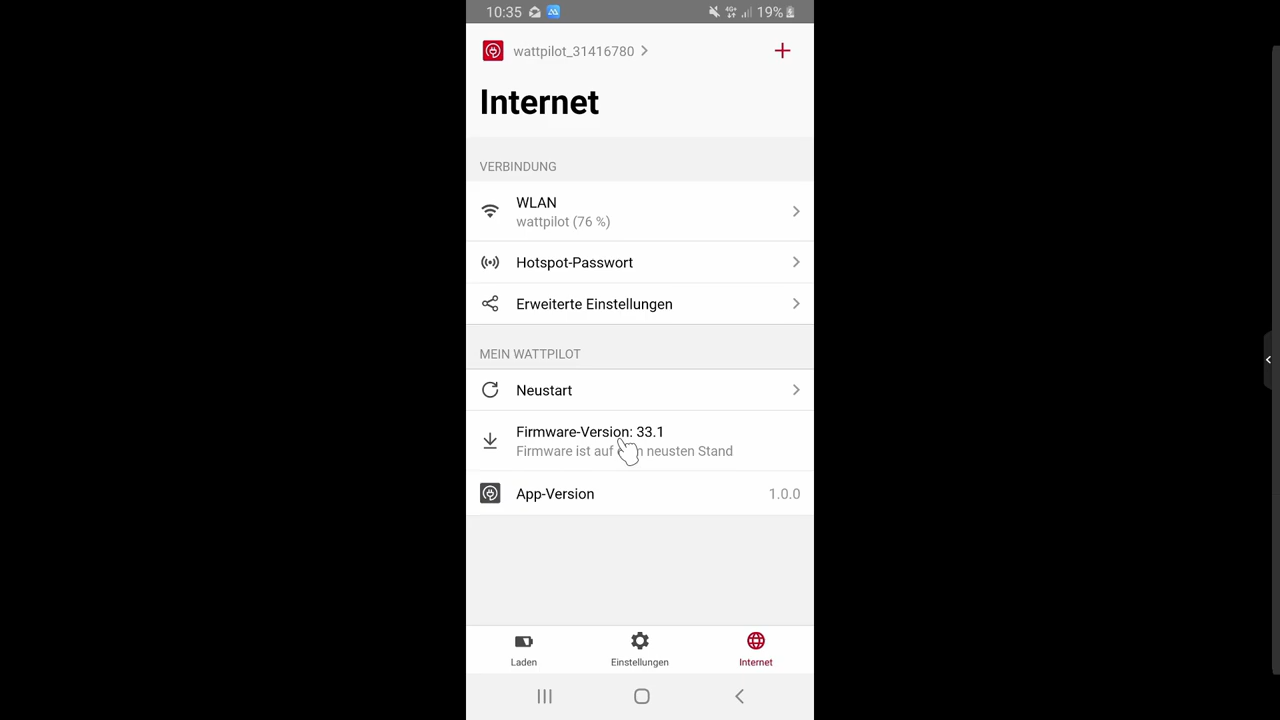 10:35 4G+ 19%
wattpilot_31416780
Internet
VERBINDUNG
WLAN
wattpilot (76 %)
Hotspot-Passwort
Erweiterte Einstellungen
MEIN WATTPILOT
Neustart
Firmware-Version: 33.1
Firmware ist auf neusten Stand
App-Version 1.0.0
Laden Einstellungen Internet